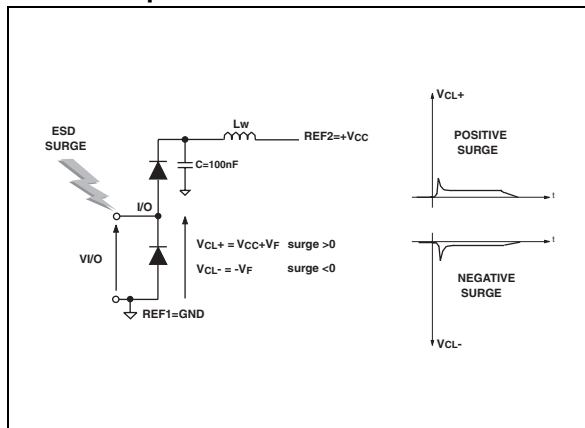 ESD
SURGE
Lw
REF2=+VCC
C=100nF
I/O
VI/O
VCL+ = VCC+VF surge >0
VCL- = -VF surge <0
REF1=GND
VCL+
POSITIVE
SURGE
t
t
NEGATIVE
SURGE
VCL-